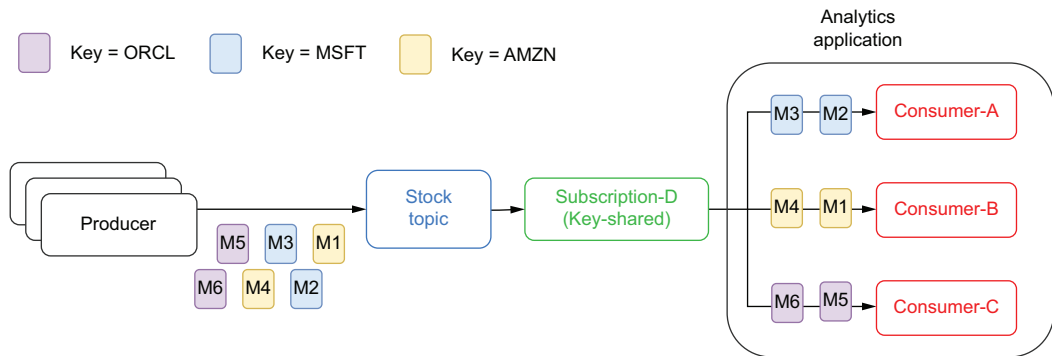 Analytics
application
Key = ORCL
Key = MSFT
Key = AMZN
M3
M2
Consumer-A
Producer
Stock
topic
Subscription-D
(Key-shared)
M4
M1
Consumer-B
M5
M3
M1
M6
M4
M2
M6
M5
Consumer-C